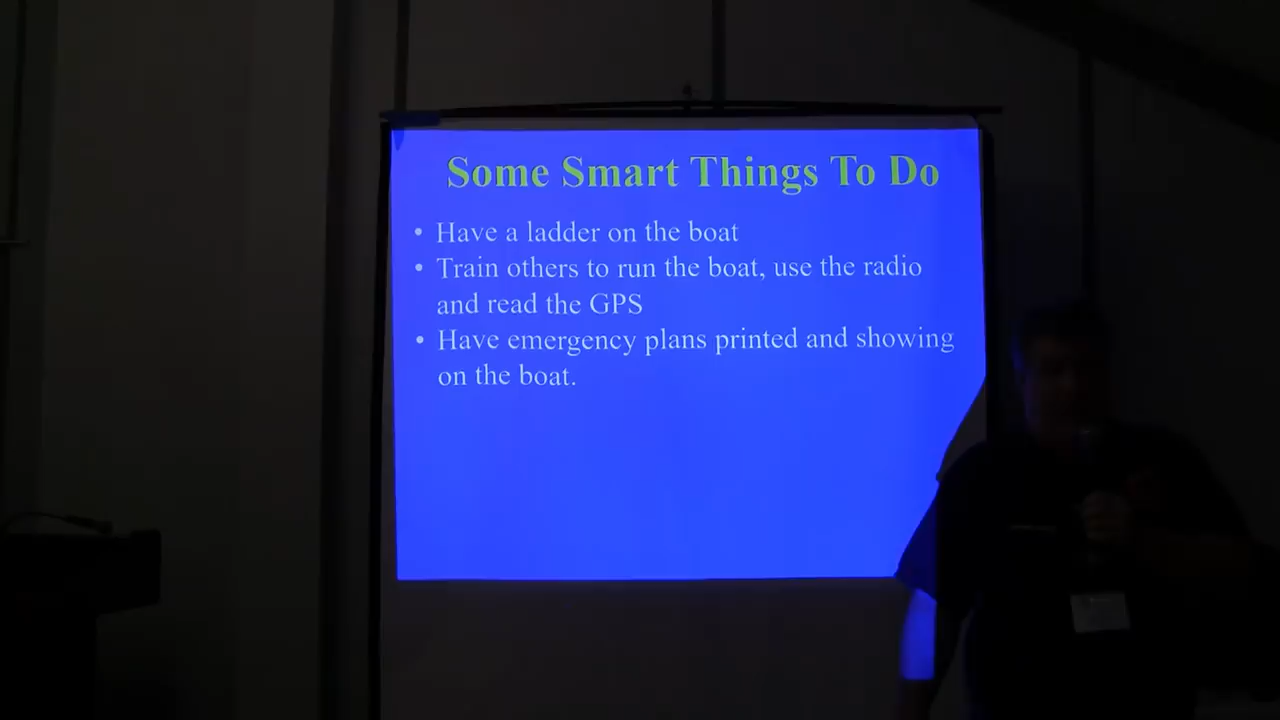 Some Smart Things To Do
• Have a ladder on the boat
• Train others to run the boat, use the radio
and read the GPS
• Have emergency plans printed and showing
on the boat.